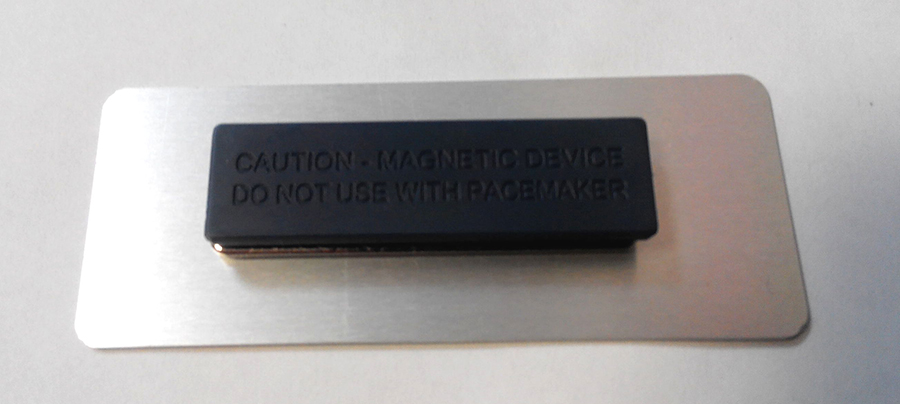 CAUTION - MAGNETIC DEVICE
DO NOT USE WITH PACEMAKER